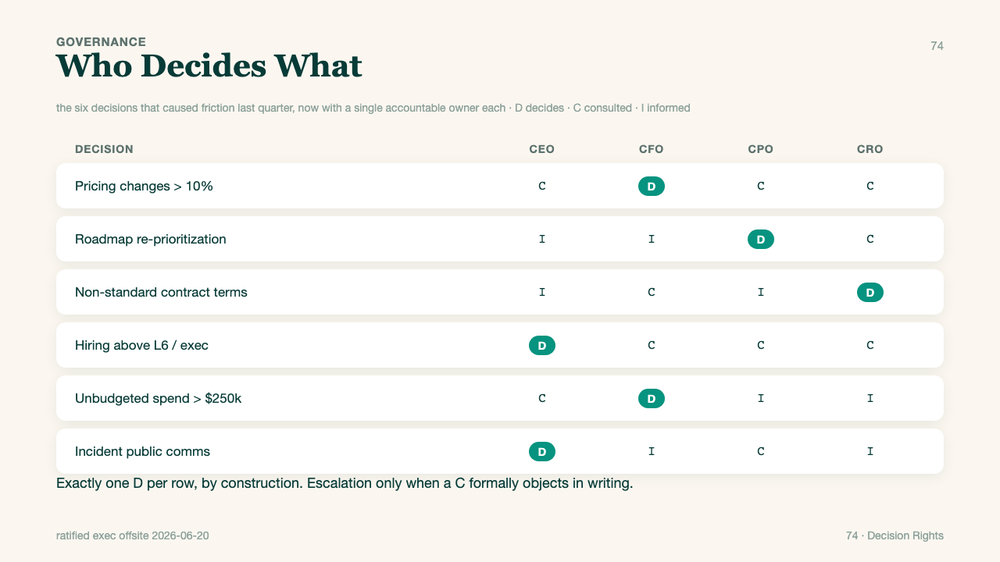 GOVERNANCE
74
Who Decides What
the six decisions that caused friction last quarter, now with a single accountable owner each · D decides · C consulted · I informed
DECISION CEO CFO CPO CRO
Pricing changes > 10% C D C C
Roadmap re-prioritization I I D C
Non-standard contract terms I C I D
Hiring above L6 / exec D C C C
Unbudgeted spend > $250k C D I I
Incident public comms D I C I
Exactly one D per row, by construction. Escalation only when a C formally objects in writing.
ratified exec offsite 2026-06-20
74 · Decision Rights